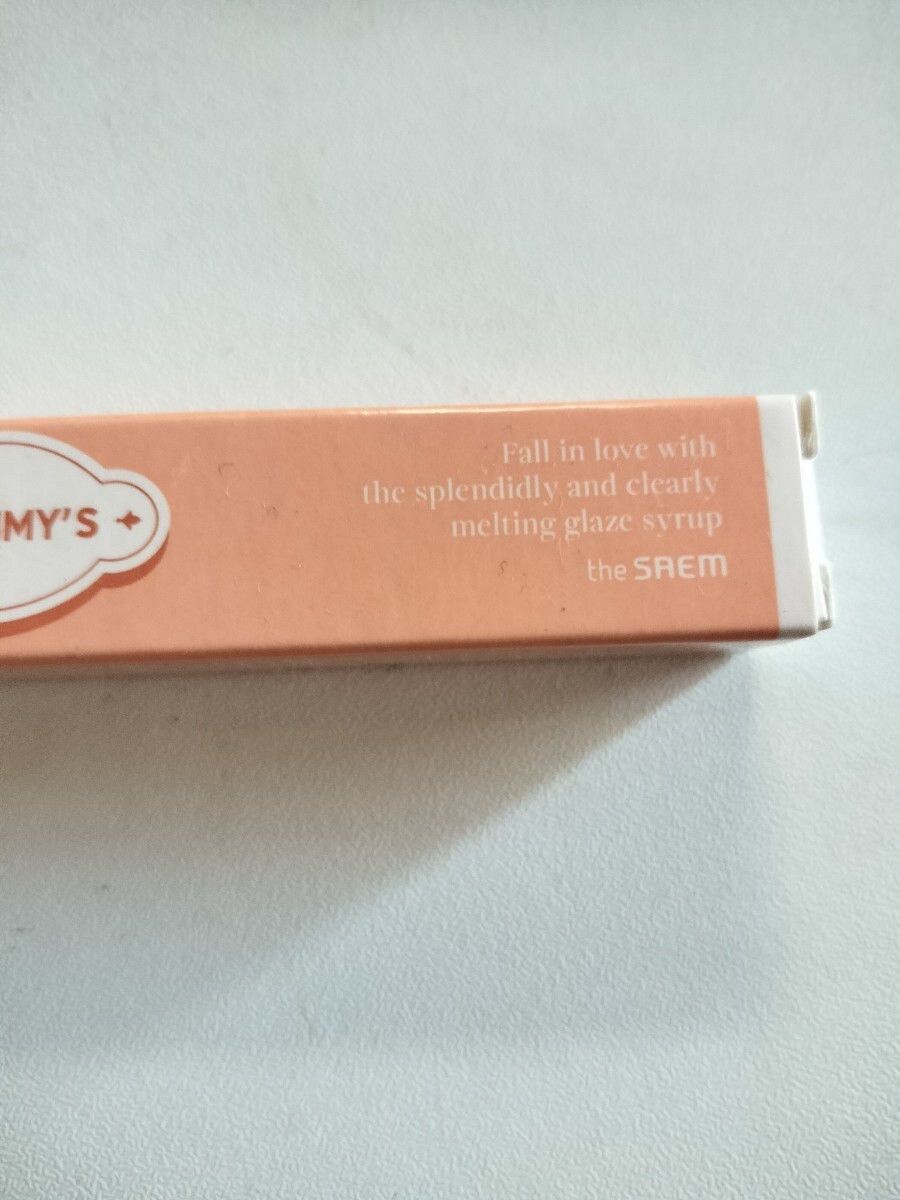 MY'S
Fall in love with
the splendidly and clearly
melting glaze syrup
the SAEM